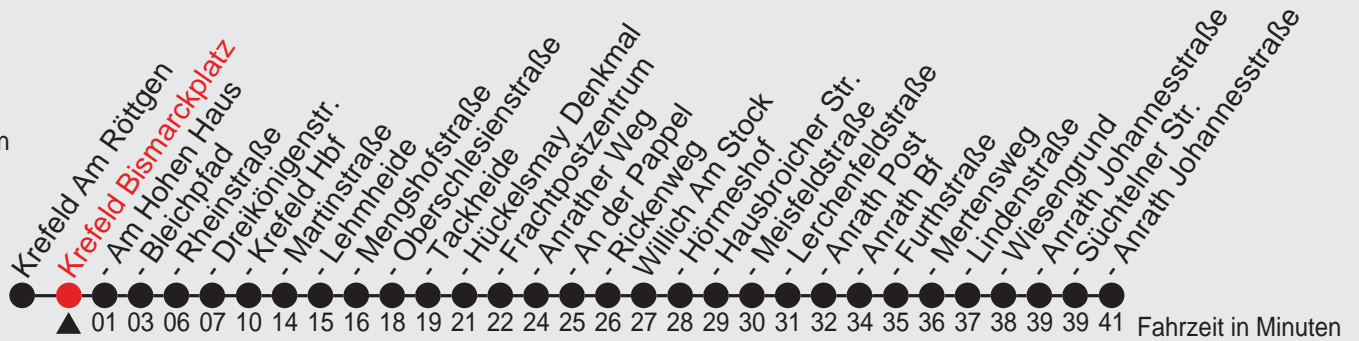 Krefeld Am Röttgen
Krefeld Bismarckplatz
- Am Hohen Haus
- Bleichpfad
- Rheinstraße
- Dreikönigenstr.
- Krefeld Hbf
- Martinstraße
- Lehmheide
- Mengshofstraße
- Oberschlesienstraße
- Tackheide
- Hückelsmay Denkmal
- Frachtpostzentrum
- Anrather Weg
- An der Pappel
- Rickenweg
Willich Am Stock
- Hörmeshof
- Hausbroicher Str.
- Meisfeldstraße
- Lerchenfeldstraße
- Anrath Post
- Anrath Bf
- Furthstraße
- Mertensweg
- Lindenstraße
- Wiesengrund
- Anrath Johannesstraße
- Süchtelner Str.
- Anrath Johannesstraße
01 03 06 07 10 14 15 16 18 19 21 22 24 25 26 27 28 29 30 31 32 34 35 36 37 38 39 39 41 Fahrzeit in Minuten